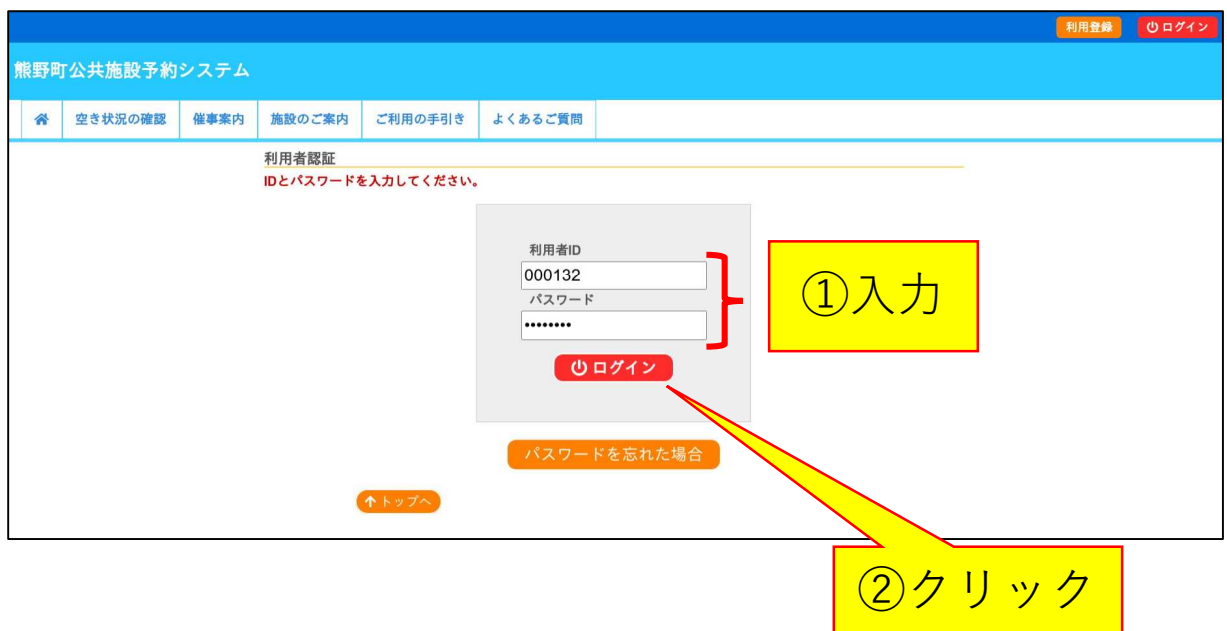 利用登録
ログイン
熊野町公共施設予約システム
空き状況の確認
催事案内
施設のご案内
ご利用の手引き
よくあるご質問
利用者認証
IDとパスワードを入力してください。
利用者ID
000132
パスワード
••••••••
ログイン
①入力
パスワードを忘れた場合
トップへ
②クリック